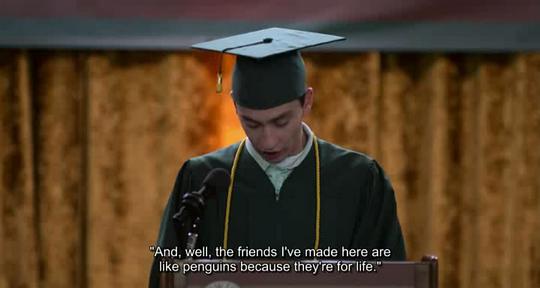 "And, well, the friends I've made here are
like penguins because they're for life."